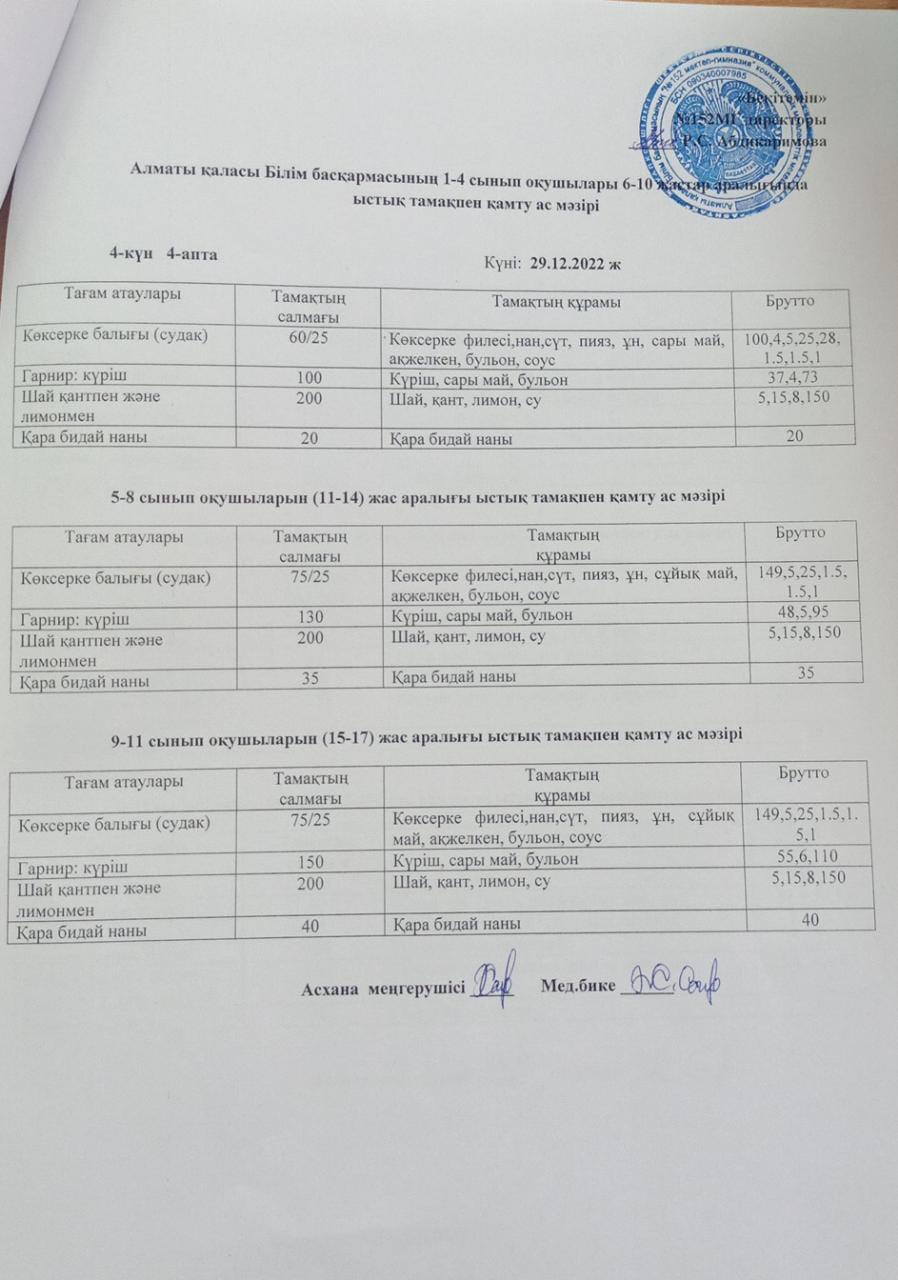 БСН 090340007985
«Бекітемін»
№152МГ директоры
Р.С. Абдикаримова
Алматы қаласы Білім басқармасының 1-4 сынып оқушылары 6-10 жастар аралығында
ыстық тамақпен қамту ас мәзірі
4-күн 4-апта
Күні: 29.12.2022 ж
Тағам атаулары Тамақтың Тамақтың құрамы Брутто
салмағы
Көксерке балығы (судак) 60/25 Көксерке филесі,нан,сүт, пияз, ұн, сары май, 100,4,5,25,28,
ақжелкен, бульон, соус 1.5,1.5,1
Гарнир: күріш 100 Күріш, сары май, бульон 37,4,73
Шай қантпен және 200 Шай, қант, лимон, су 5,15,8,150
лимонмен
Қара бидай наны 20 Қара бидай наны 20
5-8 сынып оқушыларын (11-14) жас аралығы ыстық тамақпен қамту ас мәзірі
Тағам атаулары Тамақтың Тамақтың Брутто
салмағы құрамы
Көксерке балығы (судак) 75/25 Көксерке филесі,нан,сүт, пияз, ұн, сұйық май, 149,5,25,1.5,
ақжелкен, бульон, соус 1.5,1
Гарнир: күріш 130 Күріш, сары май, бульон 48,5,95
Шай қантпен және 200 Шай, қант, лимон, су 5,15,8,150
лимонмен
Қара бидай наны 35 Қара бидай наны 35
9-11 сынып оқушыларын (15-17) жас аралығы ыстық тамақпен қамту ас мәзірі
Тағам атаулары Тамақтың Тамақтың Брутто
салмағы құрамы
Көксерке балығы (судак) 75/25 Көксерке филесі,нан,сүт, пияз, ұн, сұйық 149,5,25,1.5,1.
май, ақжелкен, бульон, соус 5,1
Гарнир: күріш 150 Күріш, сары май, бульон 55,6,110
Шай қантпен және 200 Шай, қант, лимон, су 5,15,8,150
лимонмен
Қара бидай наны 40 Қара бидай наны 40
Асхана меңгерушісі Мед.бике